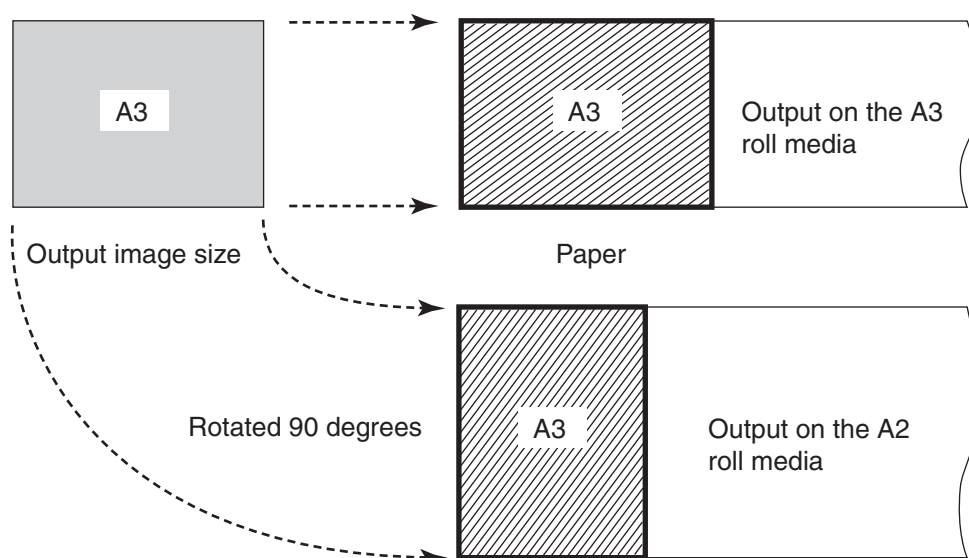 A3
A3
Output on the A3
roll media
Output image size
Paper
Rotated 90 degrees
A3
Output on the A2
roll media